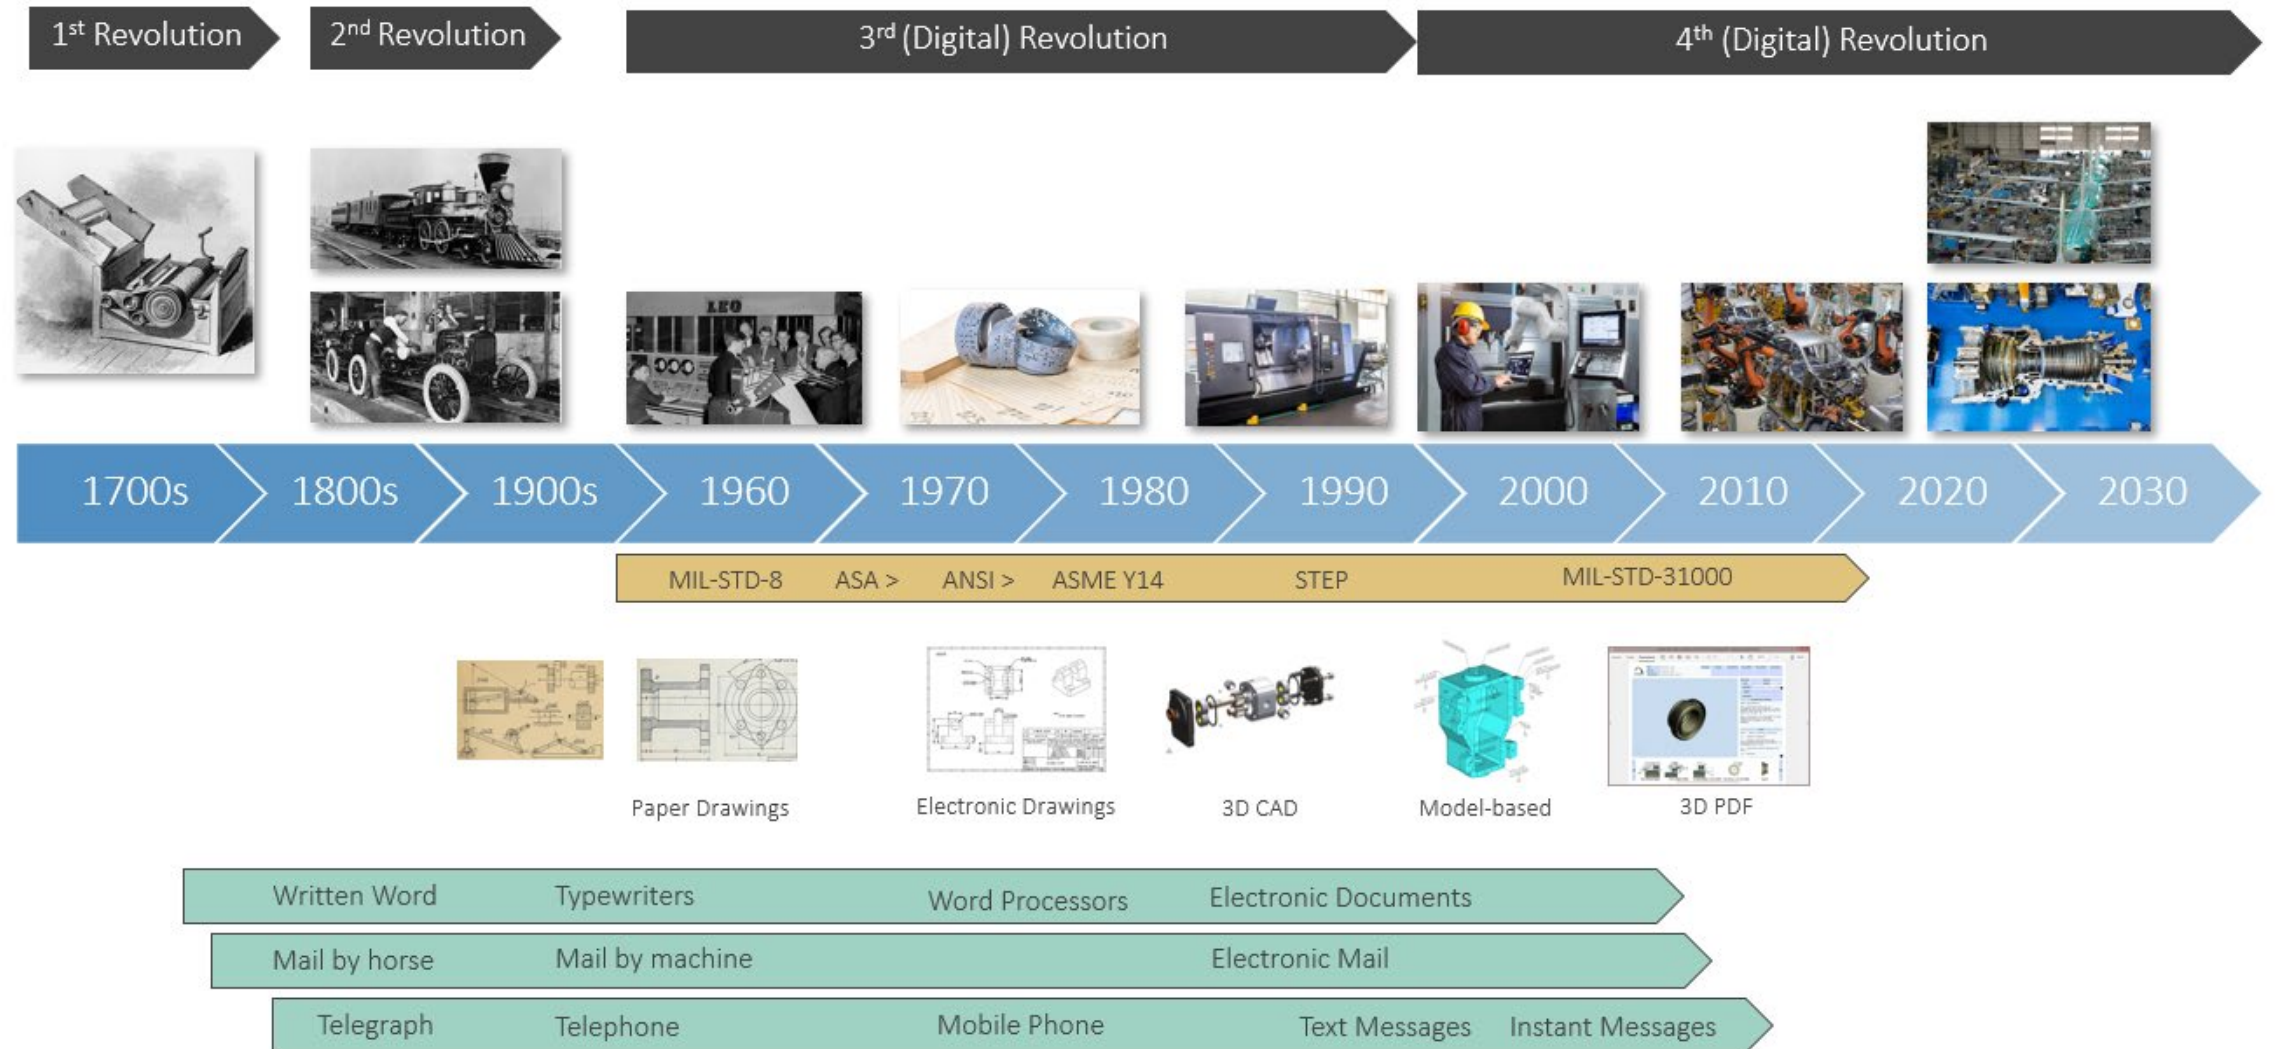 1st Revolution
2nd Revolution
3rd (Digital) Revolution
4th (Digital) Revolution
LEO
1700s
1800s
1900s
1960
1970
1980
1990
2000
2010
2020
2030
MIL-STD-8 ASA > ANSI > ASME Y14 STEP MIL-STD-31000
Paper Drawings
Electronic Drawings
3D CAD
Model-based
3D PDF
Written Word Typewriters Word Processors Electronic Documents
Mail by horse Mail by machine Electronic Mail
Telegraph Telephone Mobile Phone Text Messages Instant Messages